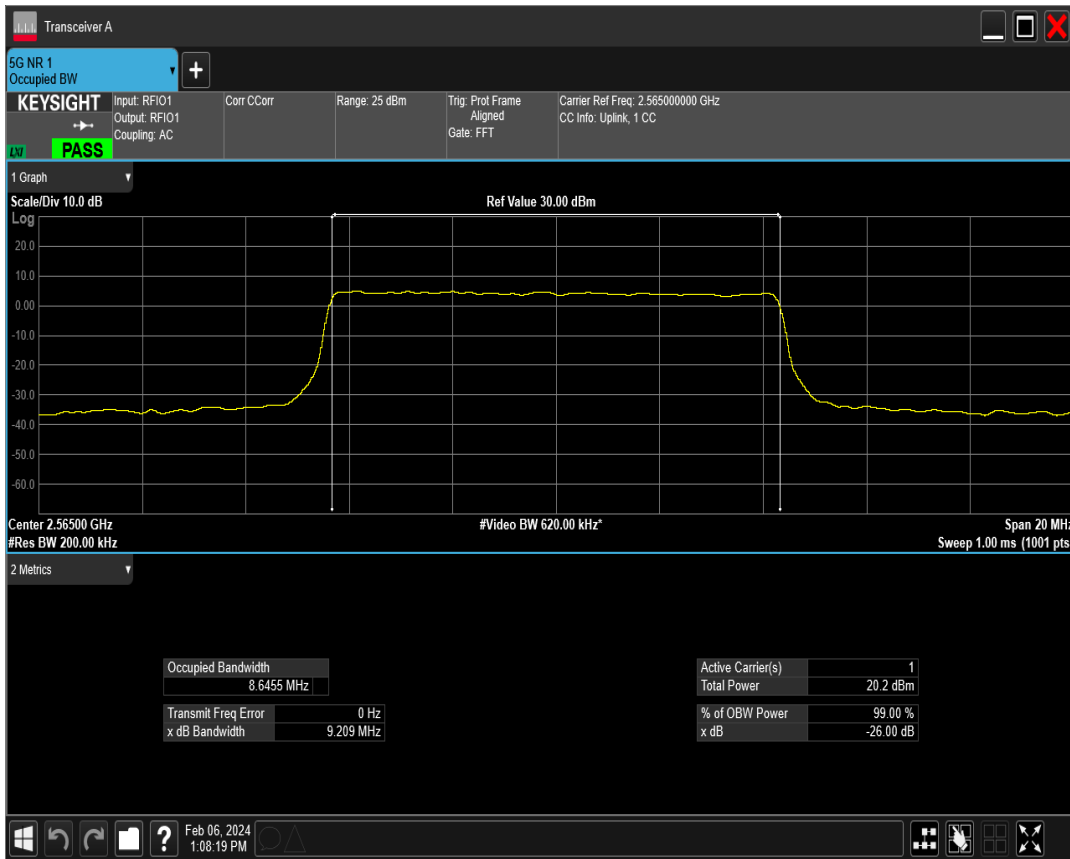 Transceiver A
5G NR 1
Occupied BW
KEYSIGHT
Input: RFIO1
Output: RFIO1
Coupling: AC
Corr CCorr
Range: 25 dBm
Trig: Prot Frame
Aligned
Gate: FFT
Carrier Ref Freq: 2.565000000 GHz
CC Info: Uplink, 1 CC
LXI
PASS
1 Graph
Scale/Div 10.0 dB
Ref Value 30.00 dBm
Log
20.0
10.0
0.00
-10.0
-20.0
-30.0
-40.0
-50.0
-60.0
Center 2.56500 GHz
#Video BW 620.00 kHz*
Span 20 MHz
#Res BW 200.00 kHz
Sweep 1.00 ms (1001 pts
2 Metrics
Occupied Bandwidth
8.6455 MHz
Transmit Freq Error 0 Hz
x dB Bandwidth 9.209 MHz
Active Carrier(s) 1
Total Power 20.2 dBm
% of OBW Power 99.00 %
x dB -26.00 dB
?
Feb 06, 2024
1:08:19 PM